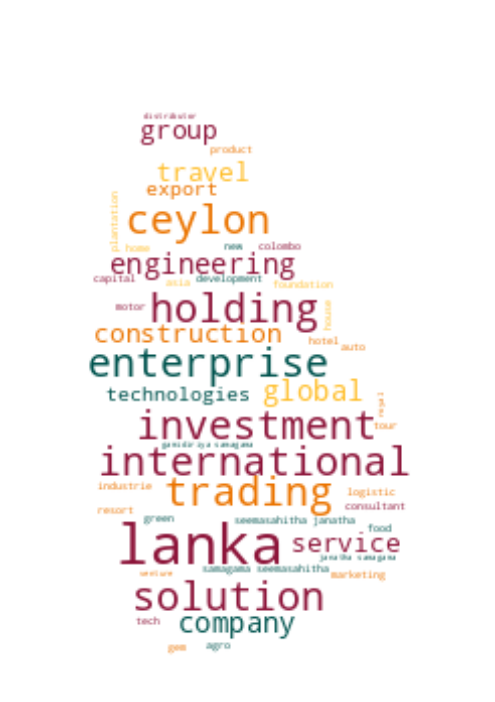 distributor
group
product
travel
export
plantation
ceylon
home
new
colombo
engineering
capital
asia
development
foundation
motor
holding
house
construction
hotel
auto
enterprise
technologies
global
royal
investment
tour
gamidiriya samagama
international
industrie
trading
logistic
resort
consultant
green
seemasahitha janatha
food
lanka
service
janatha samagama
venture
samagama seemasahitha
marketing
solution
tech
company
gem
agro